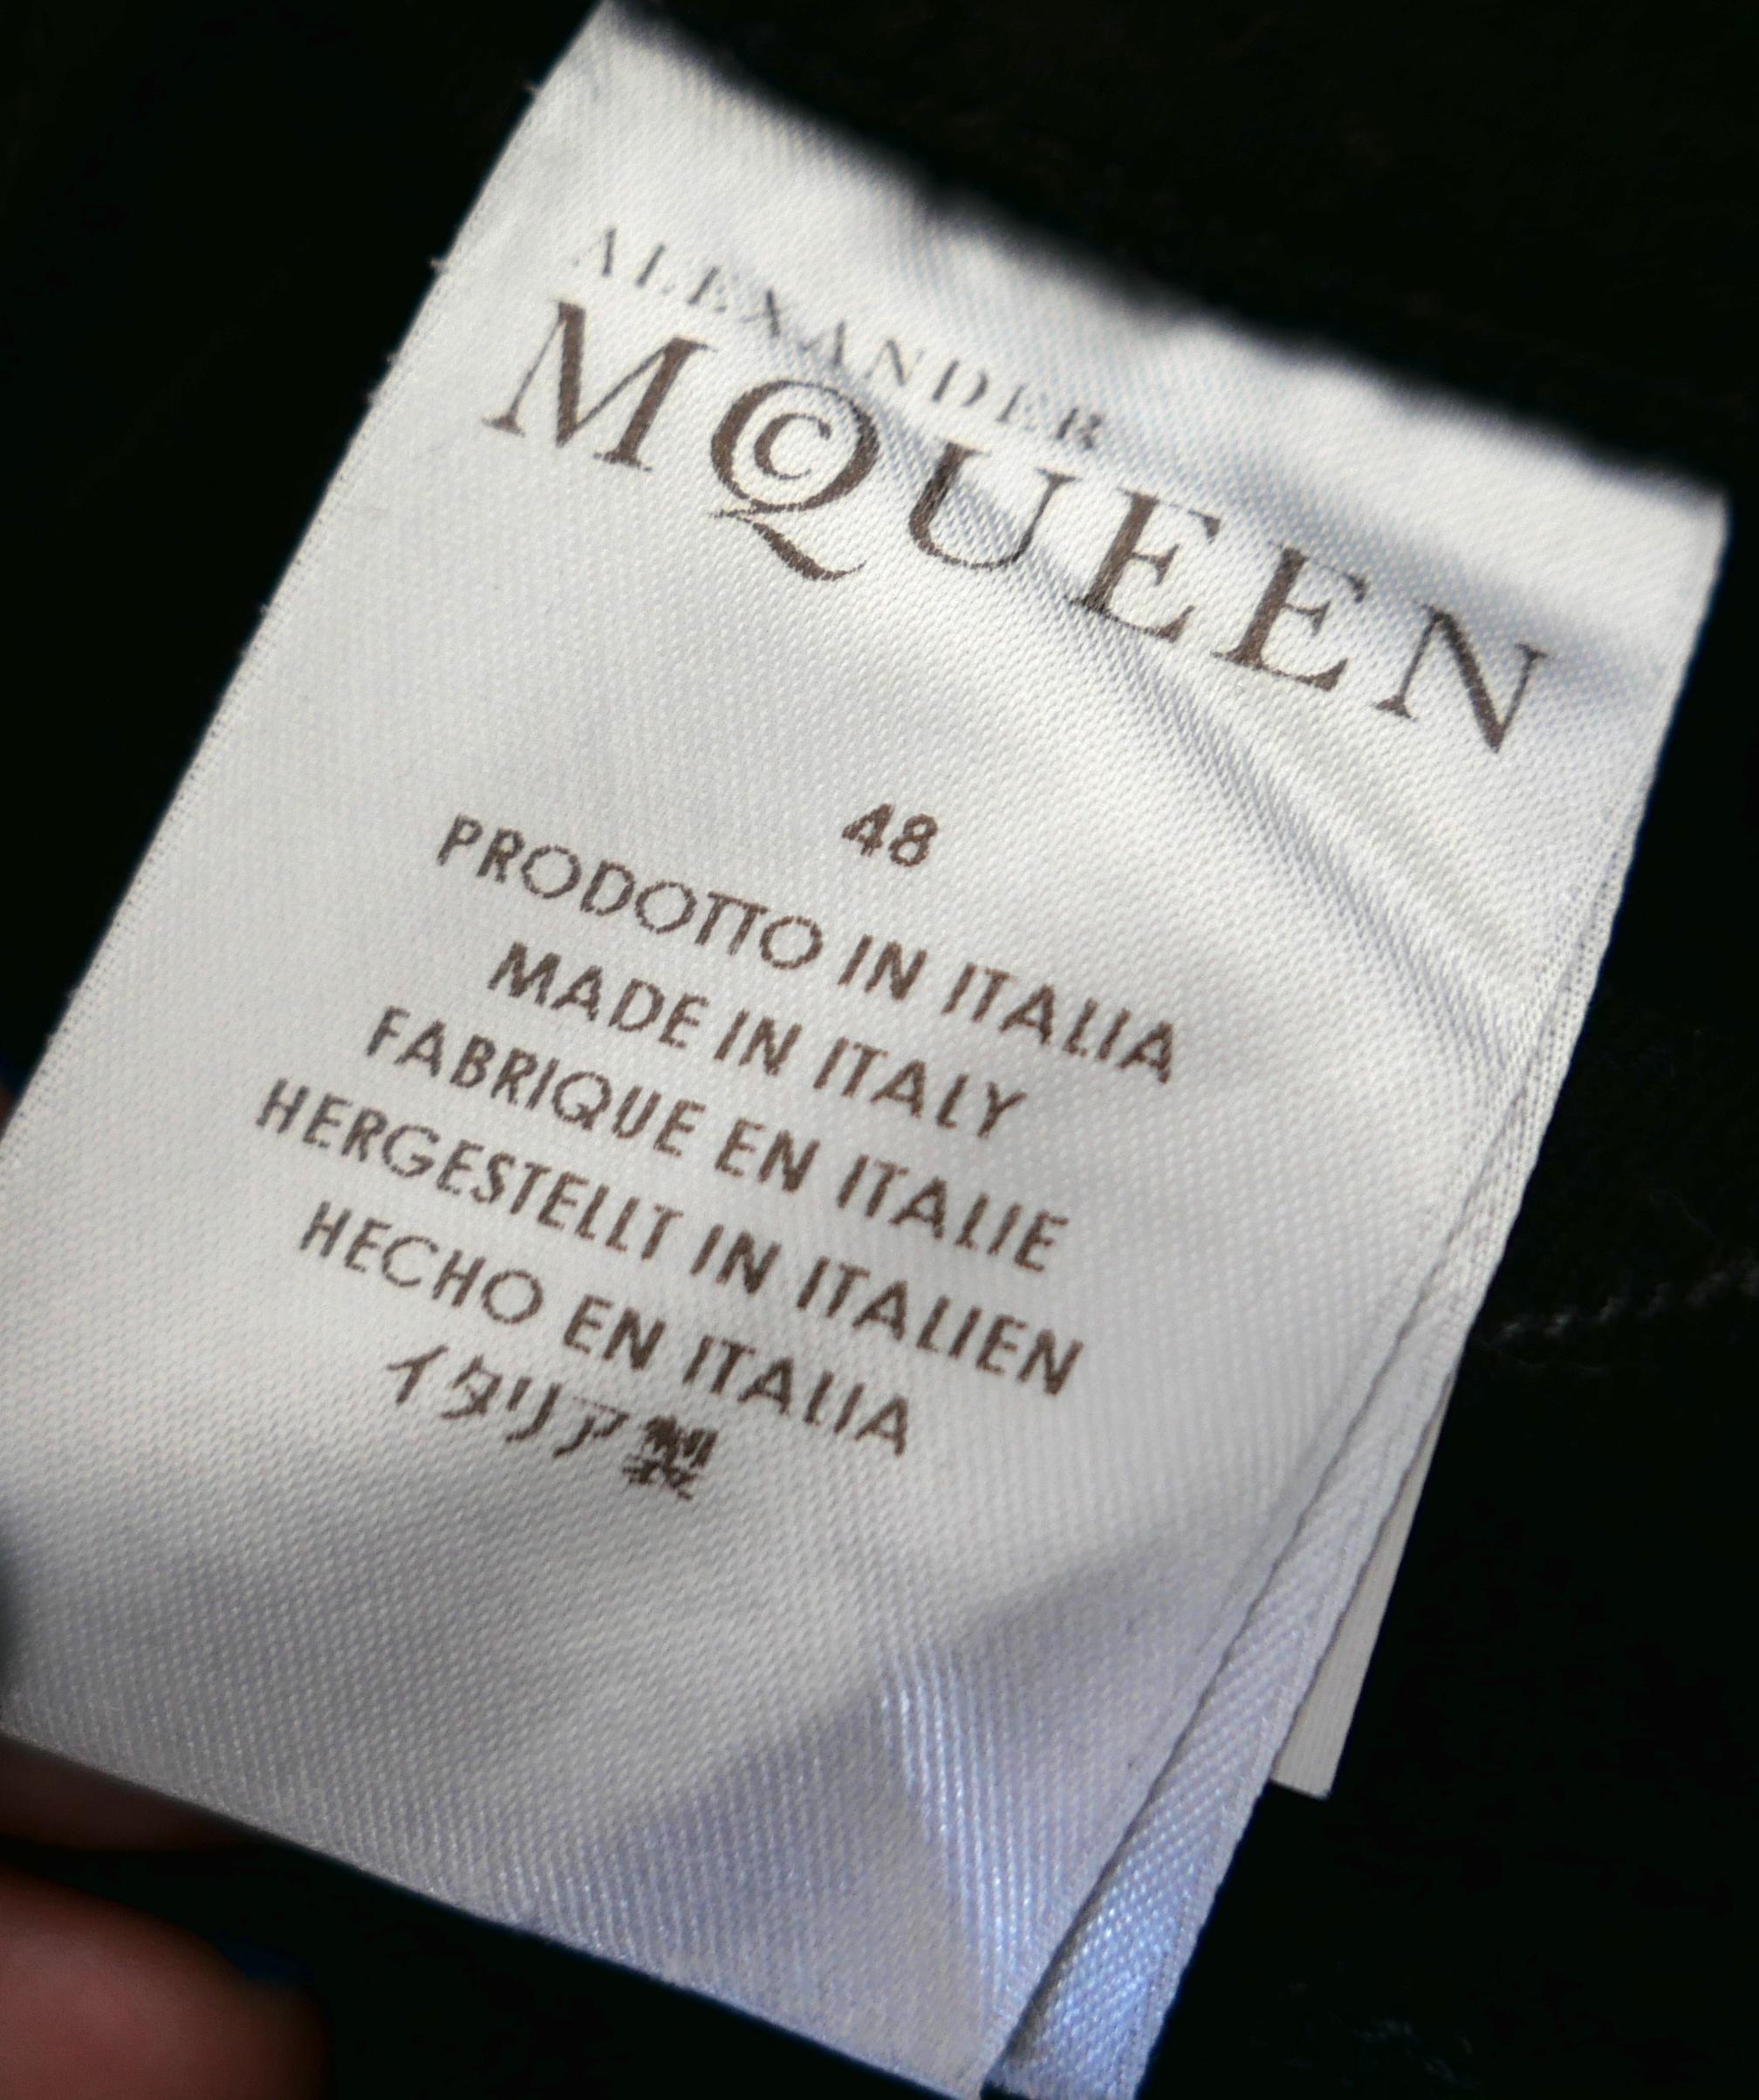 ALEXANDER
MCQUEEN
48
PRODOTTO IN ITALIA
MADE IN ITALY
FABRIQUE EN ITALIE
HERGESTELLT IN ITALIEN
HECHO EN ITALIA
イタリア製